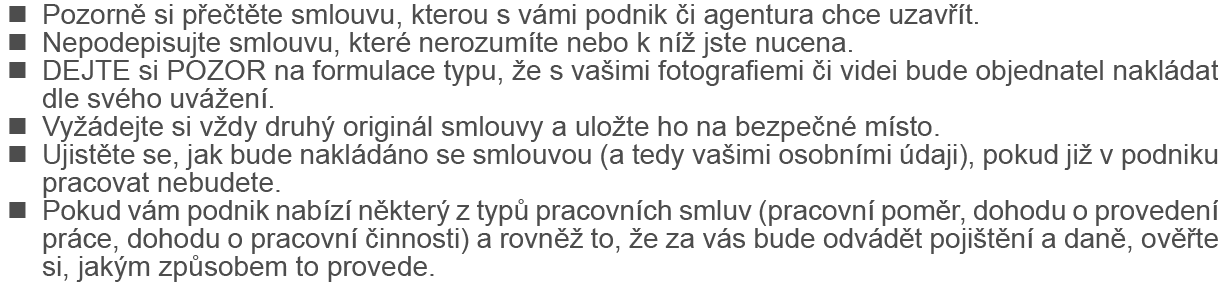 ■ Pozorně si přečtěte smlouvu, kterou s vámi podnik či agentura chce uzavřít.
■ Nepodepisujte smlouvu, které nerozumíte nebo k níž jste nucena.
■ DEJTE si POZOR na formulace typu, že s vašimi fotografiemi či videi bude objednatel nakládat
dle svého uvážení.
■ Vyžádejte si vždy druhý originál smlouvy a uložte ho na bezpečné místo.
■ Ujistěte se, jak bude nakládáno se smlouvou (a tedy vašimi osobními údaji), pokud již v podniku
pracovat nebudete.
■ Pokud vám podnik nabízí některý z typů pracovních smluv (pracovní poměr, dohodu o provedení
práce, dohodu o pracovní činnosti) a rovněž to, že za vás bude odvádět pojištění a daně, ověřte
si, jakým způsobem to provede.